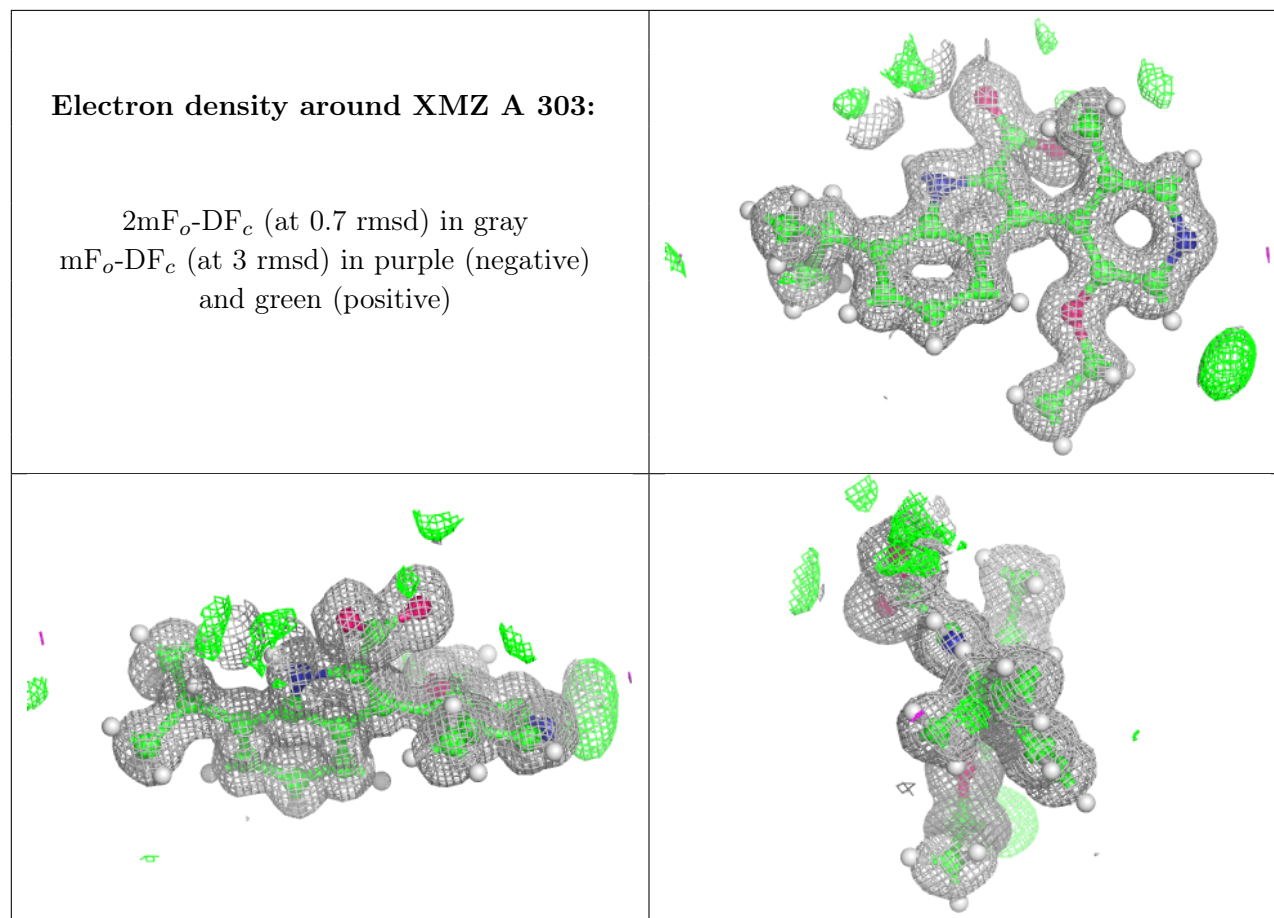 Electron density around XMZ A 303:
2mFo-DFc (at 0.7 rmsd) in gray
mFo-DFc (at 3 rmsd) in purple (negative)
and green (positive)